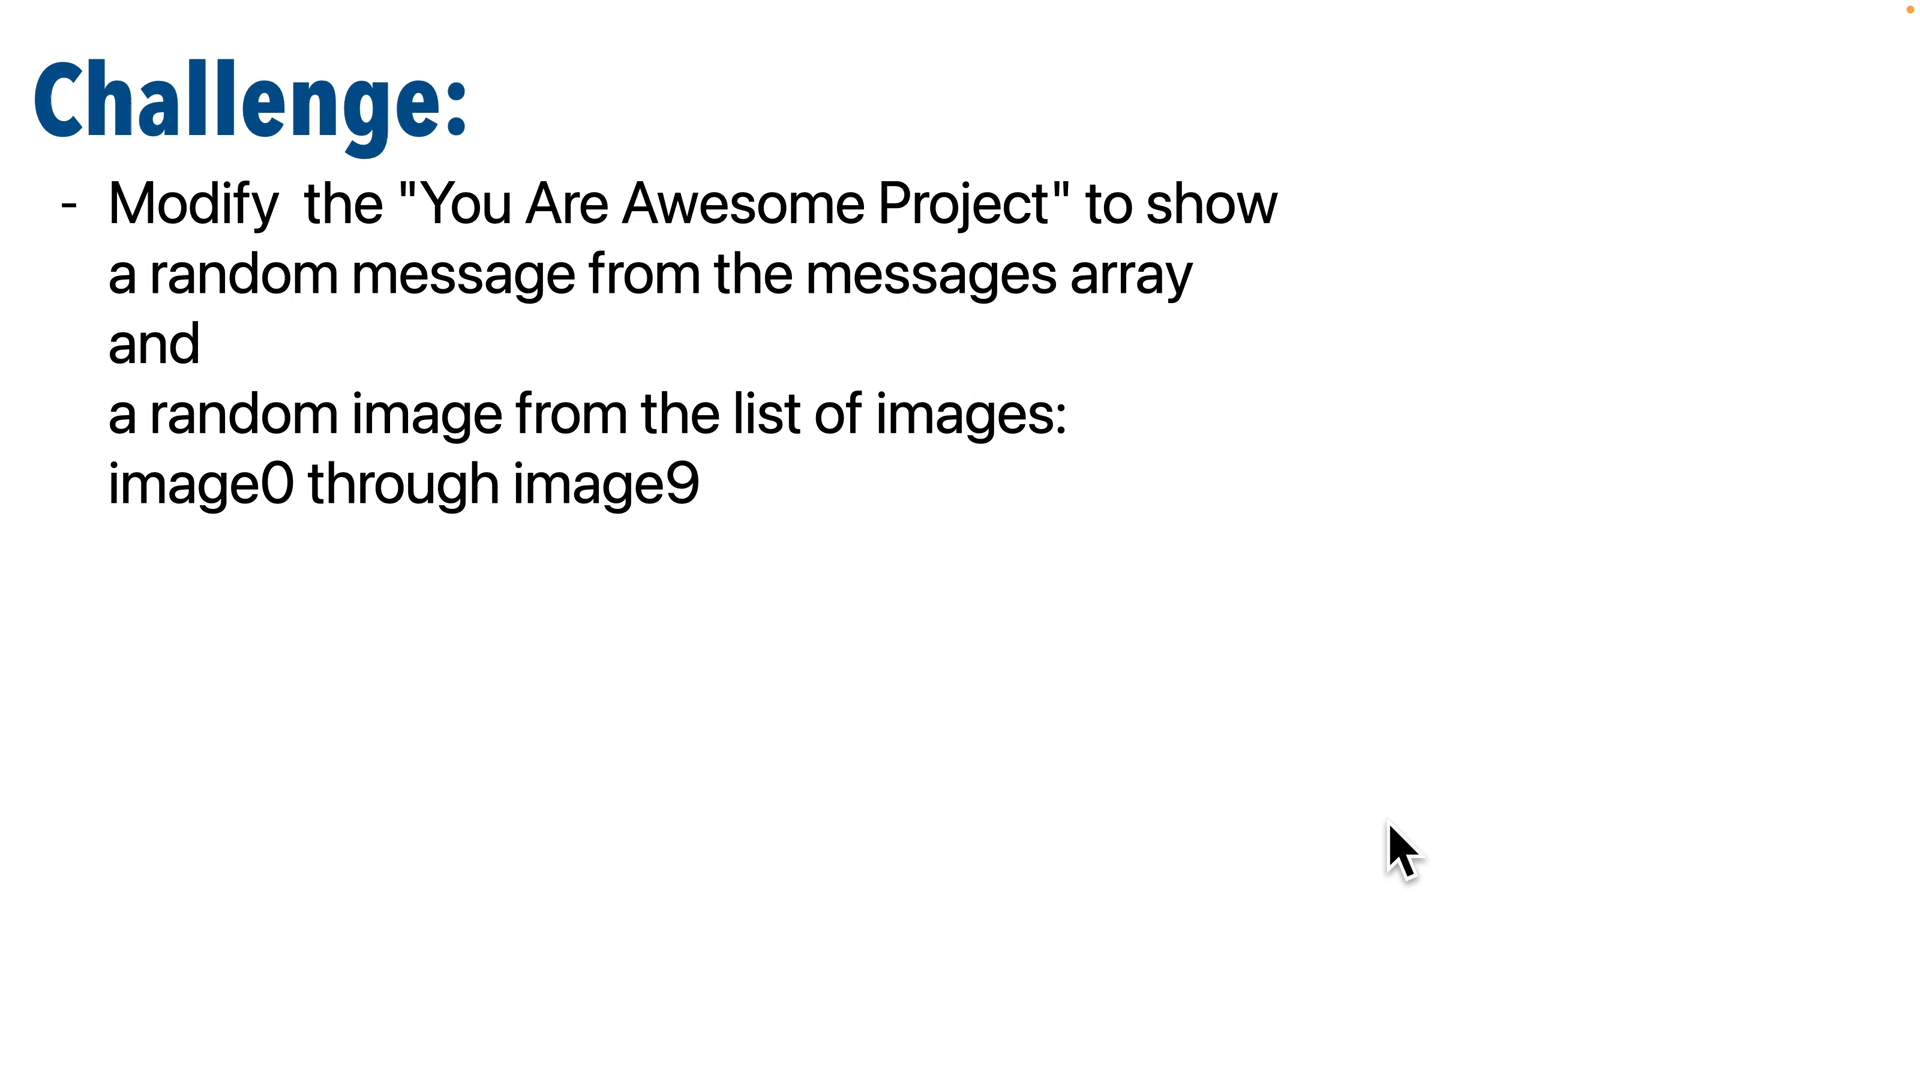 Challenge:
- Modify  the "You Are Awesome Project" to show
a random message from the messages array
and
a random image from the list of images:
image0 through image9